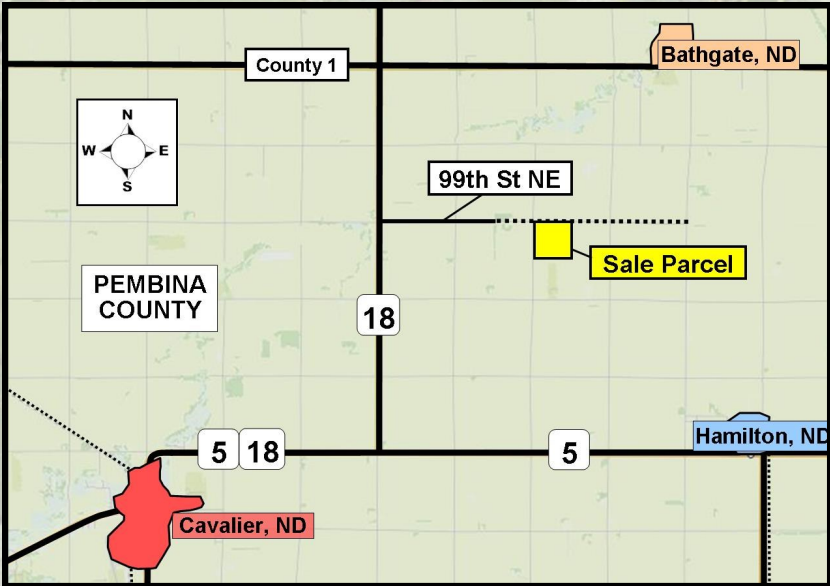 County 1
Bathgate, ND
N
W E
S
99th St NE
Sale Parcel
PEMBINA
COUNTY
18
5 18
5
Hamilton, ND
Cavalier, ND